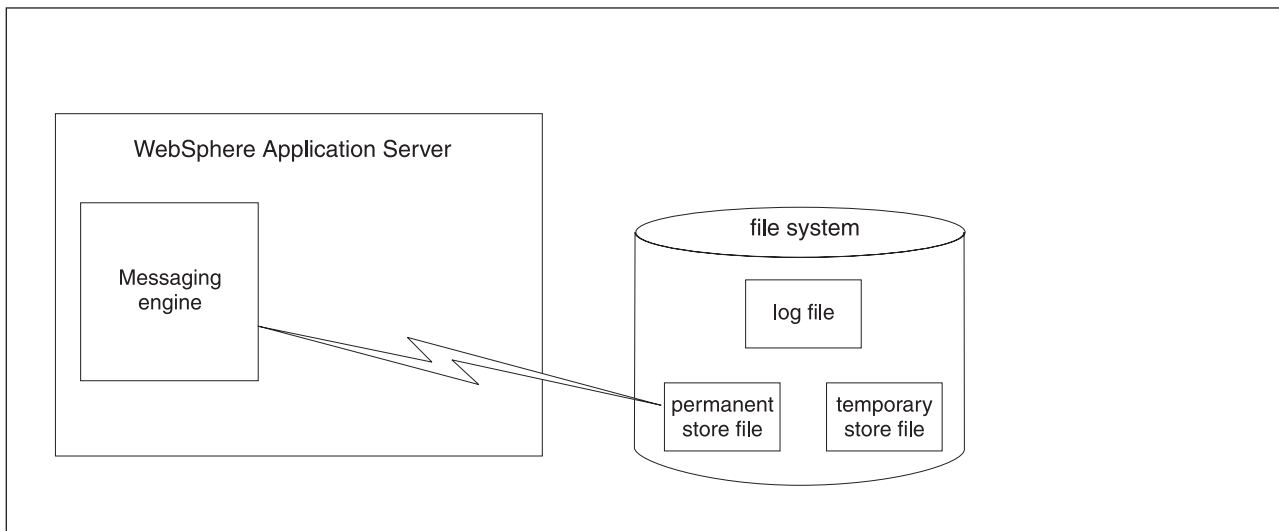 WebSphere Application Server
Messaging
engine
file system
log file
permanent
store file
temporary
store file